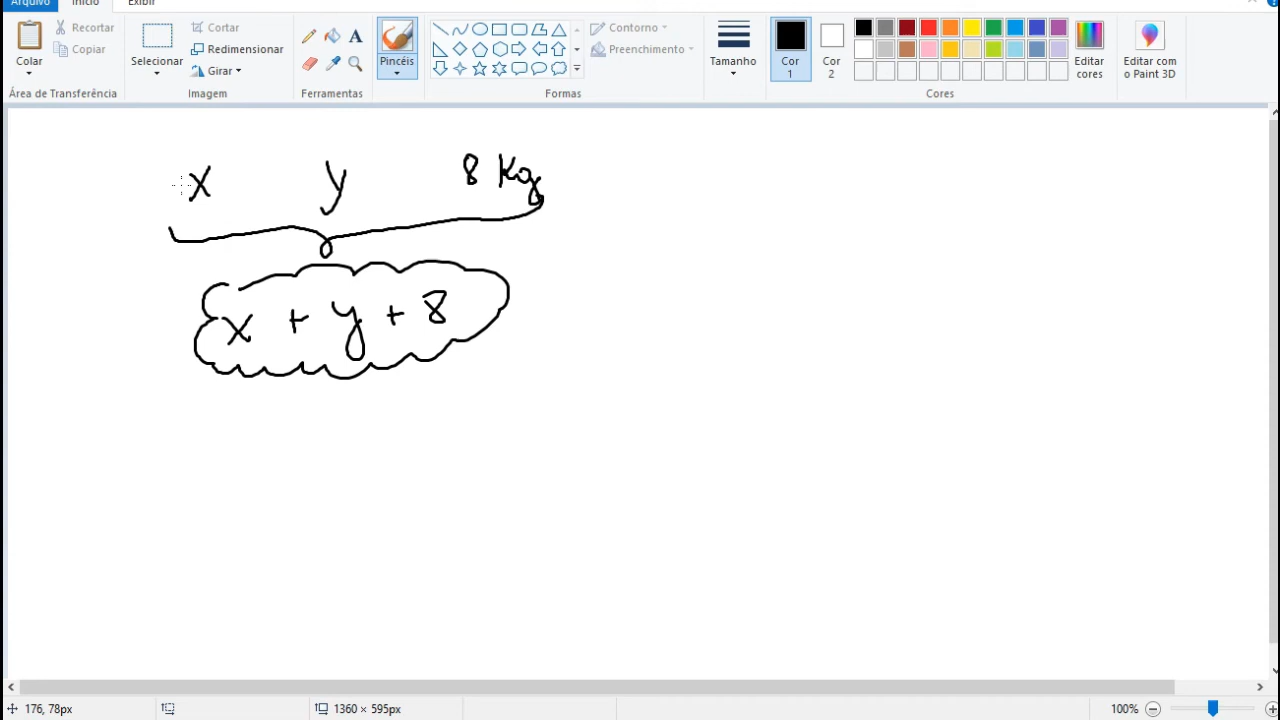 Arquivo Início Exibir
Colar
Recortar
Copiar
Área de Transferência
Selecionar
Cortar
Redimensionar
Girar
Imagem
Ferramentas
Pincéis
Contorno
Preenchimento
Formas
Tamanho
Cor
1
Cor
2
Editar
cores
Cores
Editar com
o Paint 3D
x y 8 Kg
x + y + 8
176, 78px 1360 × 595px 100%